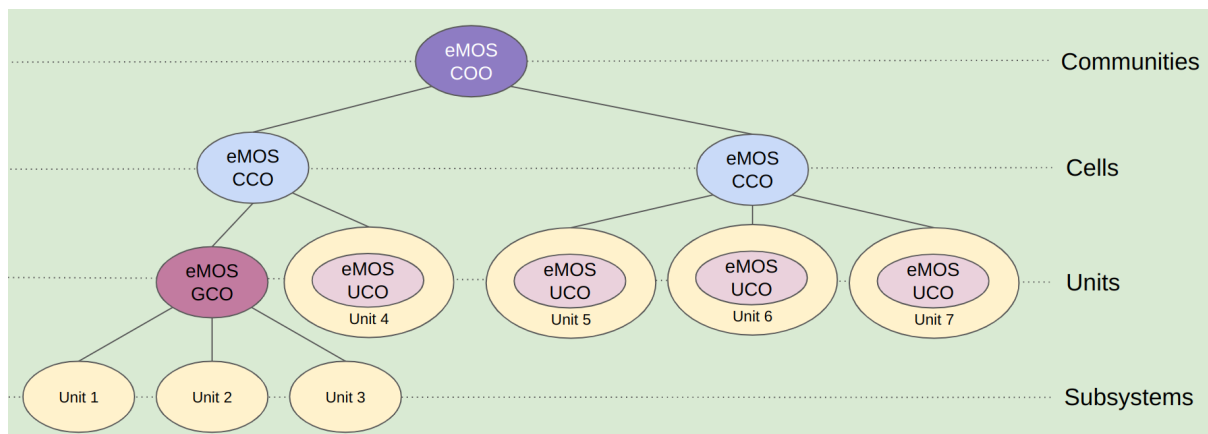 eMOS
COO
Communities
eMOS
CCO
eMOS
CCO
Cells
eMOS
GCO
eMOS
UCO
Unit 4
eMOS
UCO
Unit 5
eMOS
UCO
Unit 6
eMOS
UCO
Unit 7
Units
Unit 1
Unit 2
Unit 3
Subsystems